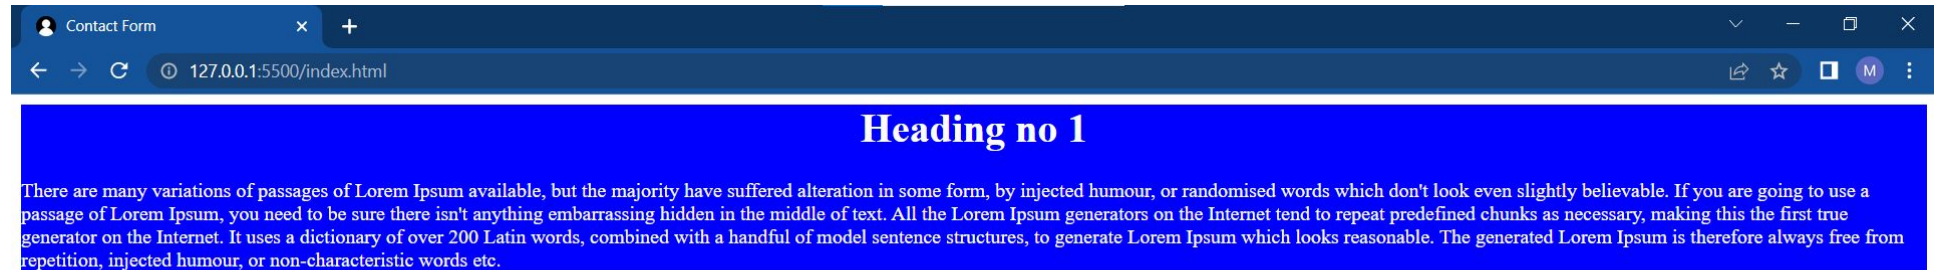 Contact Form
127.0.0.1:5500/index.html
M
Heading no 1
There are many variations of passages of Lorem Ipsum available, but the majority have suffered alteration in some form, by injected humour, or randomised words which don't look even slightly believable. If you are going to use a
passage of Lorem Ipsum, you need to be sure there isn't anything embarrassing hidden in the middle of text. All the Lorem Ipsum generators on the Internet tend to repeat predefined chunks as necessary, making this the first true
generator on the Internet. It uses a dictionary of over 200 Latin words, combined with a handful of model sentence structures, to generate Lorem Ipsum which looks reasonable. The generated Lorem Ipsum is therefore always free from
repetition, injected humour, or non-characteristic words etc.